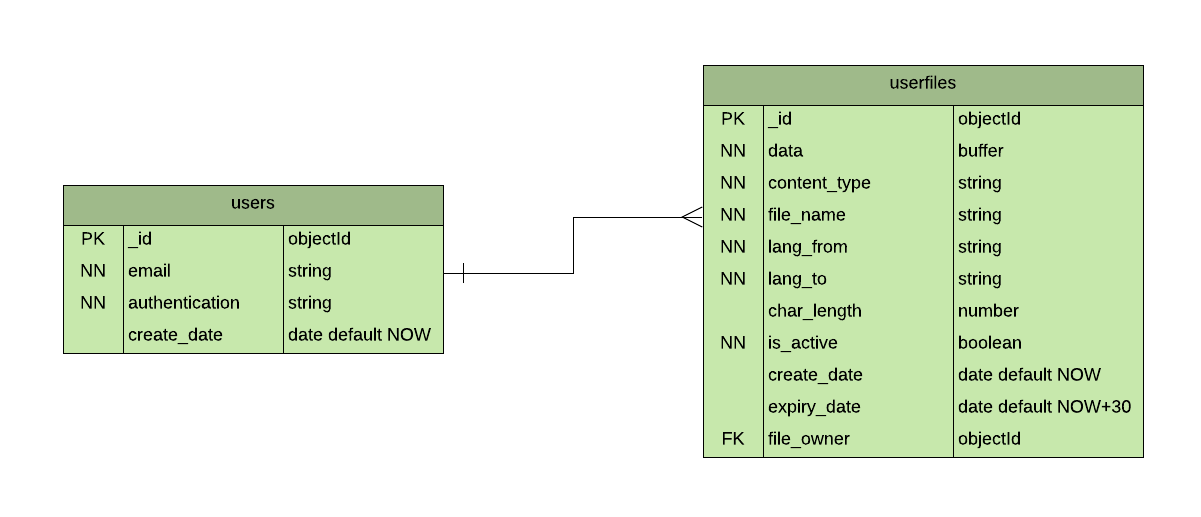 users
PK _id objectId
NN email string
NN authentication string
create_date date default NOW
userfiles
PK _id objectId
NN data buffer
NN content_type string
NN file_name string
NN lang_from string
NN lang_to string
char_length number
NN is_active boolean
create_date date default NOW
expiry_date date default NOW+30
FK file_owner objectId